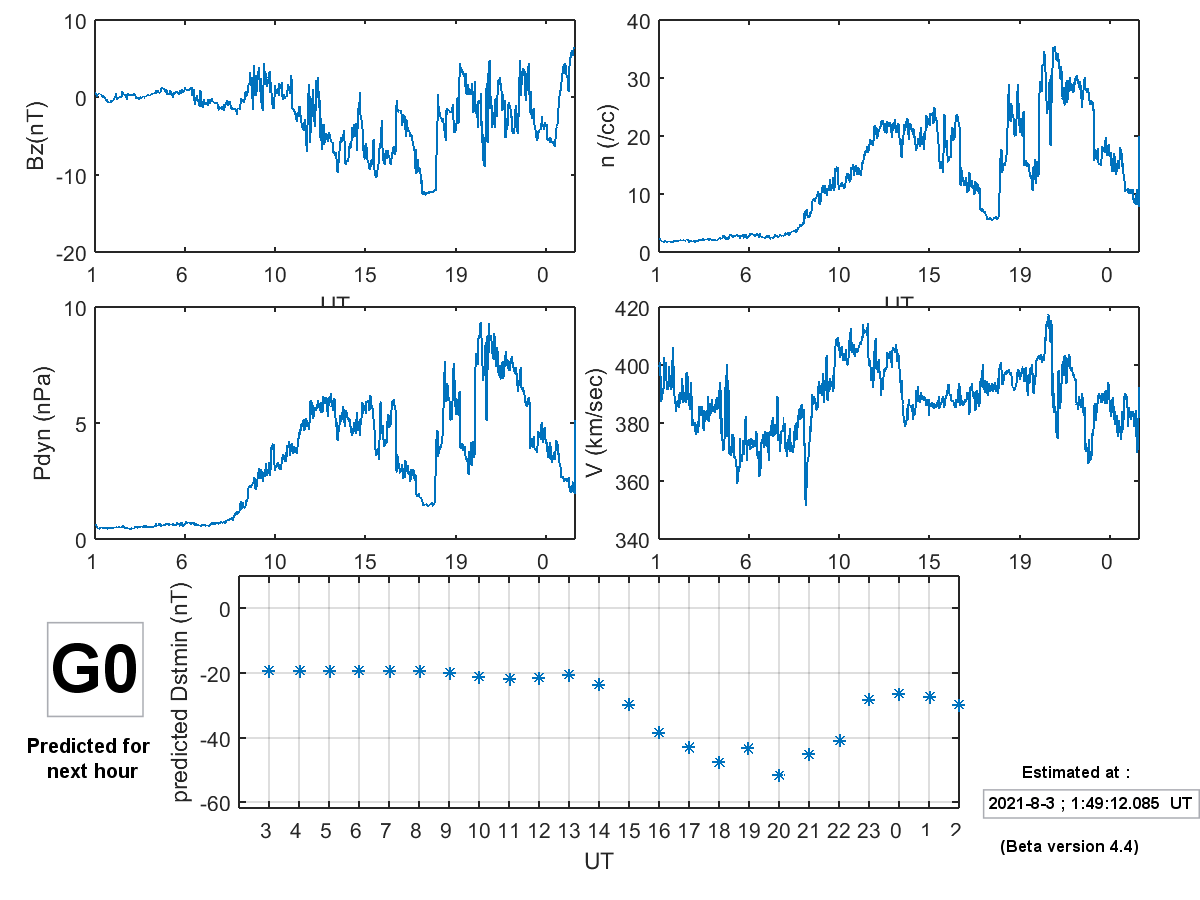 10
0
-10
-20
Bz(nT)
1 6 10 15 19 0
UT
40
30
20
10
0
n (/cc)
1 6 10 15 19 0
UT
10
5
0
Pdyn (nPa)
1 6 10 15 19 0
420
400
380
360
340
V (km/sec)
1 6 10 15 19 0
0
-20
-40
-60
predicted Dstmin (nT)
3 4 5 6 7 8 9 10 11 12 13 14 15 16 17 18 19 20 21 22 23 0 1 2
UT
G0
Predicted for
next hour
Estimated at :
2021-8-3 ; 1:49:12.085 UT
(Beta version 4.4)